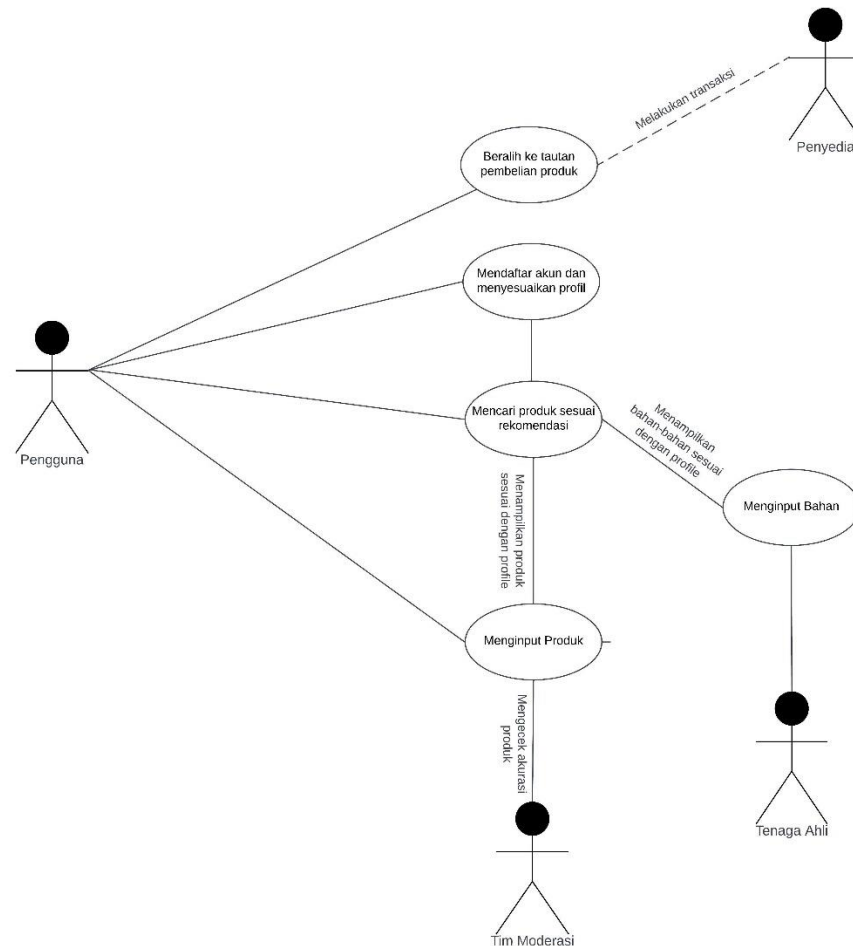 Melakukan transaksi
Penyedia
Beralih ke tautan
pembelian produk
Mendaftar akun dan
menyesuaikan profil
Pengguna
Mencari produk sesuai
rekomendasi
Menampilkan
bahan-bahan sesuai
dengan profile
Menginput Bahan
Menampilkan produk
sesuai dengan profile
Menginput Produk
Mengecek akurasi
produk
Tenaga Ahli
Tim Moderasi